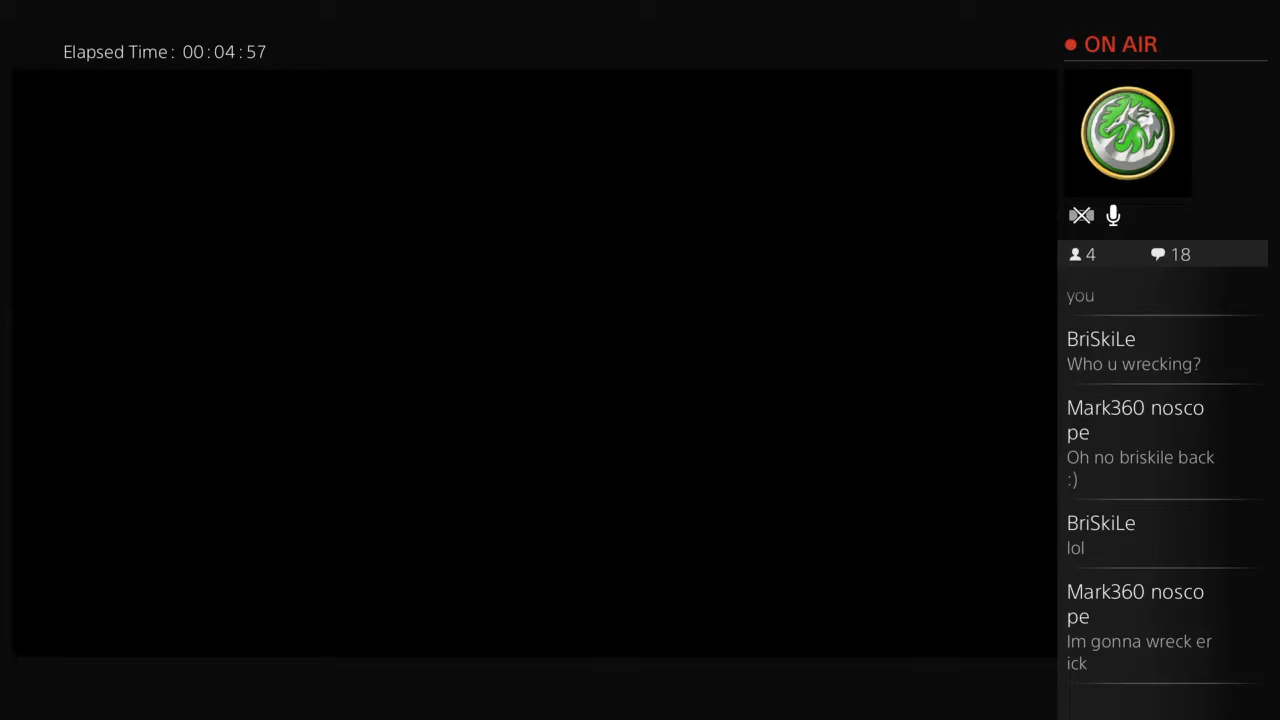 Elapsed Time: 00:04:57
ON AIR
4 18
you
BriSkiLe
Who u wrecking?
Mark360 nosco
pe
Oh no briskile back
:)
BriSkiLe
lol
Mark360 nosco
pe
Im gonna wreck er
ick